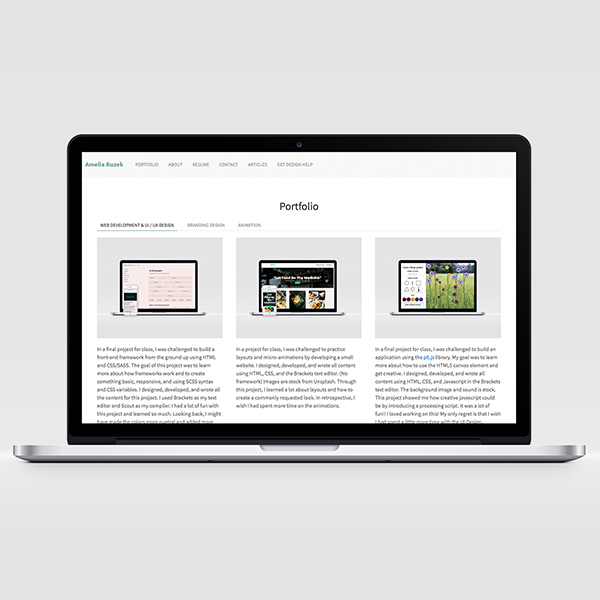 Amelia Ruzek PORTFOLIO ABOUT RESUME CONTACT ARTICLES GET DESIGN HELP
Portfolio
WEB DEVELOPMENT & UI / UX DESIGN BRANDING DESIGN ANIMATION
In a final project for class, I was challenged to build a
front-end framework from the ground up using HTML
and CSS/SASS. The goal of this project was to learn
more about how frameworks work and to create
something basic, responsive, and using SCSS syntax
and CSS variables. I designed, developed, and wrote all
the content for this project. I used Brackets as my text
editor and Scout as my compiler. I had a lot of fun with
this project and learned so much. Looking back, I might
have made the colors more neutral and added more
In a project for class, I was challenged to practice
layouts and micro-animations by developing a small
website. I designed, developed, and wrote all content
using HTML, CSS, and the Brackets text editor. (No
framework) Images are stock from Unsplash. Through
this project, I learned a lot about layouts and how to
create a commonly requested look. In retrospective, I
wish I had spent more time on the animations.
In a final project for class, I was challenged to build an
application using the p5.js library. My goal was to learn
more about how to use the HTML5 canvas element and
get creative. I designed, developed, and wrote all
content using HTML, CSS, and Javascript in the Brackets
text editor. The background image and sound is stock.
This project showed me how creative Javascript could
be by introducing a processing script. It was a lot of
fun! I loved working on this! My only regret is that I wish
I had spent a little more time with the UI Design.